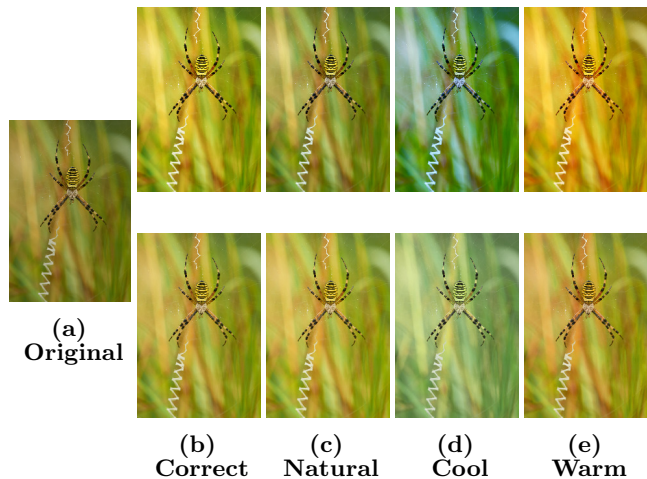 (a)
Original
(b)
Correct
(c)
Natural
(d)
Cool
(e)
Warm